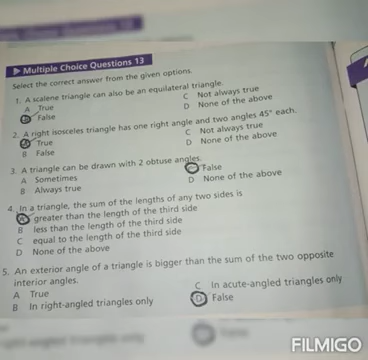 Multiple Choice Questions 13
Select the correct answer from the given options.
1. A scalene triangle can also be an equilateral triangle.
A True
C Not always true
B False
D None of the above
2. A right isosceles triangle has one right angle and two angles 45° each.
A True
C Not always true
B False
D None of the above
3. A triangle can be drawn with 2 obtuse angles.
A Sometimes
C False
B Always true
D None of the above
4. In a triangle, the sum of the lengths of any two sides is
A greater than the length of the third side
B less than the length of the third side
C equal to the length of the third side
D None of the above
5. An exterior angle of a triangle is bigger than the sum of the two opposite
interior angles.
A True
C In acute-angled triangles only
B In right-angled triangles only
D False
FILMIGO